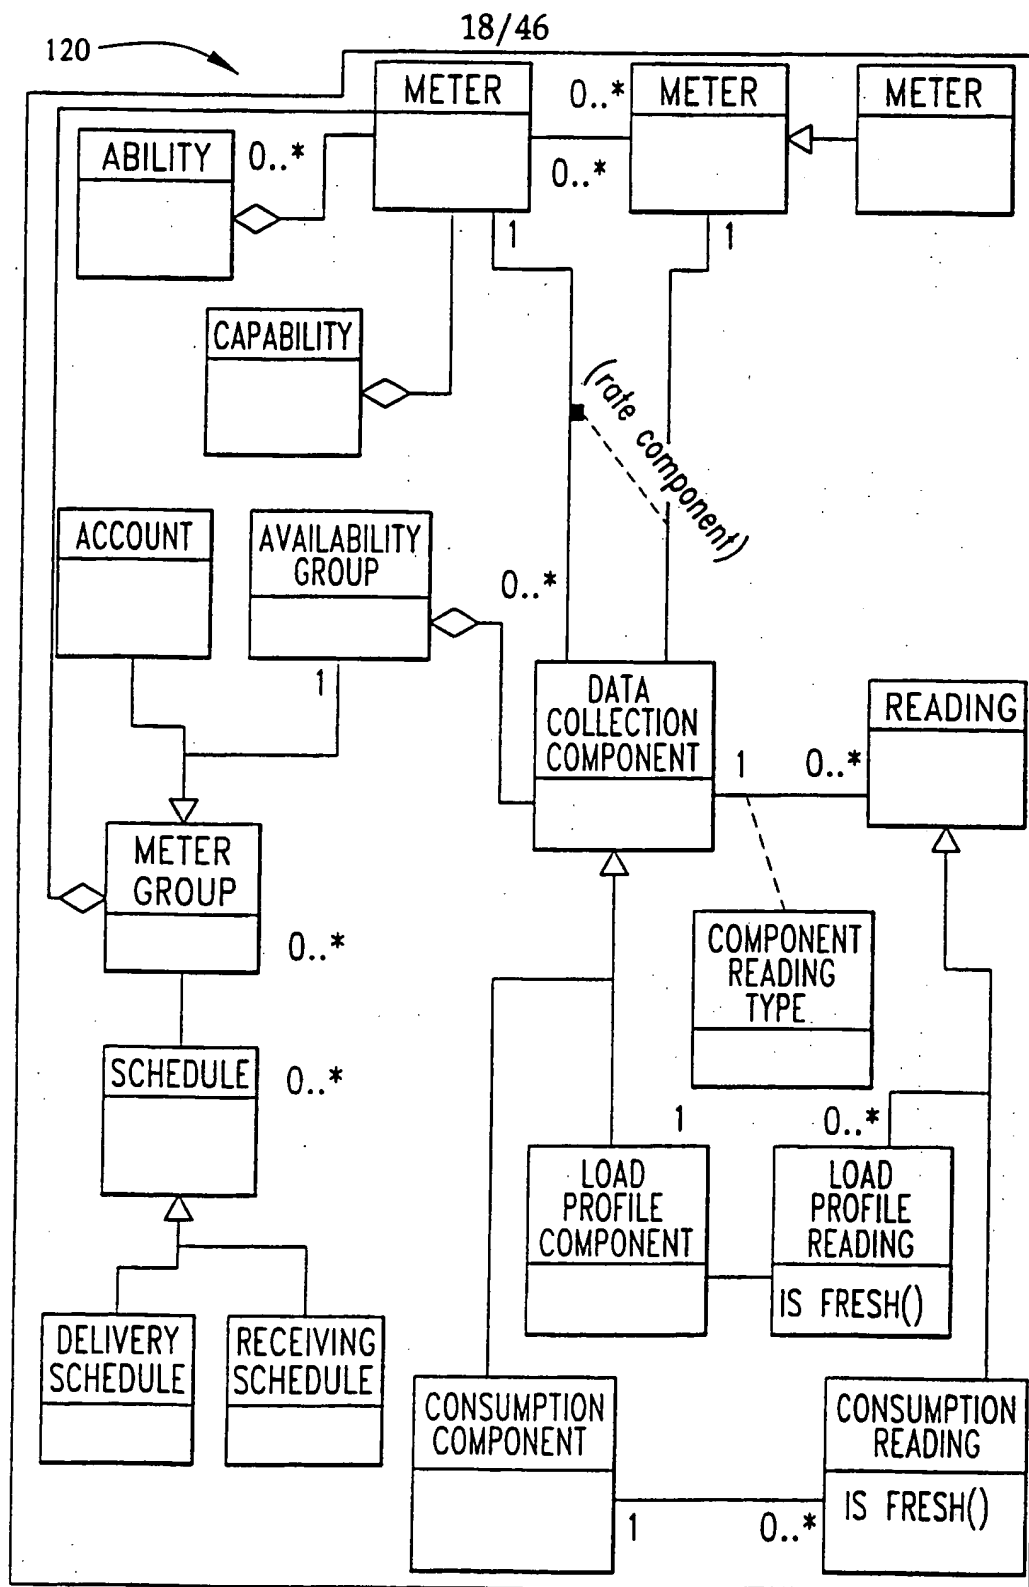 18/46
120
METER
0..*
METER
METER
ABILITY
0..*
0..*
1
1
CAPABILITY
(rate component)
ACCOUNT
AVAILABILITY
GROUP
0..*
1
DATA
COLLECTION
COMPONENT
READING
1
0..*
METER
GROUP
0..*
COMPONENT
READING
TYPE
SCHEDULE
0..*
1
0..*
LOAD
PROFILE
COMPONENT
LOAD
PROFILE
READING
IS FRESH()
DELIVERY
SCHEDULE
RECEIVING
SCHEDULE
CONSUMPTION
COMPONENT
CONSUMPTION
READING
IS FRESH()
1
0..*